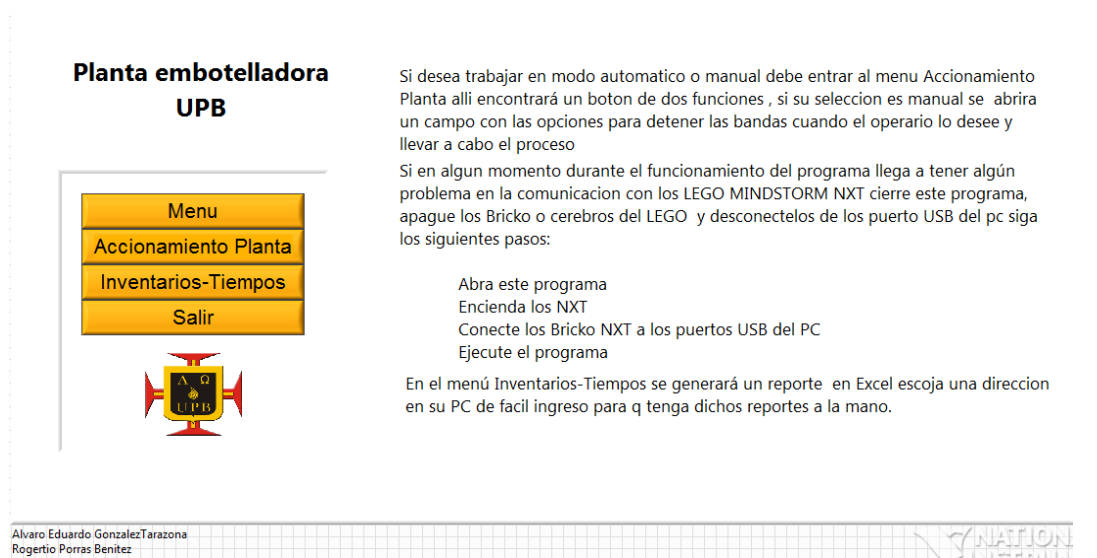 Planta embotelladora
UPB
Menu
Accionamiento Planta
Inventarios-Tiempos
Salir
Α Ω
UPB
Si desea trabajar en modo automatico o manual debe entrar al menu Accionamiento
Planta alli encontrará un boton de dos funciones , si su seleccion es manual se abrira
un campo con las opciones para detener las bandas cuando el operario lo desee y
llevar a cabo el proceso
Si en algun momento durante el funcionamiento del programa llega a tener algún
problema en la comunicacion con los LEGO MINDSTORM NXT cierre este programa,
apague los Bricko o cerebros del LEGO y desconectelos de los puerto USB del pc siga
los siguientes pasos:
Abra este programa
Encienda los NXT
Conecte los Bricko NXT a los puertos USB del PC
Ejecute el programa
En el menú Inventarios-Tiempos se generará un reporte en Excel escoja una direccion
en su PC de facil ingreso para q tenga dichos reportes a la mano.
Alvaro Eduardo GonzalezTarazona
Rogertio Porras Benitez
NATION